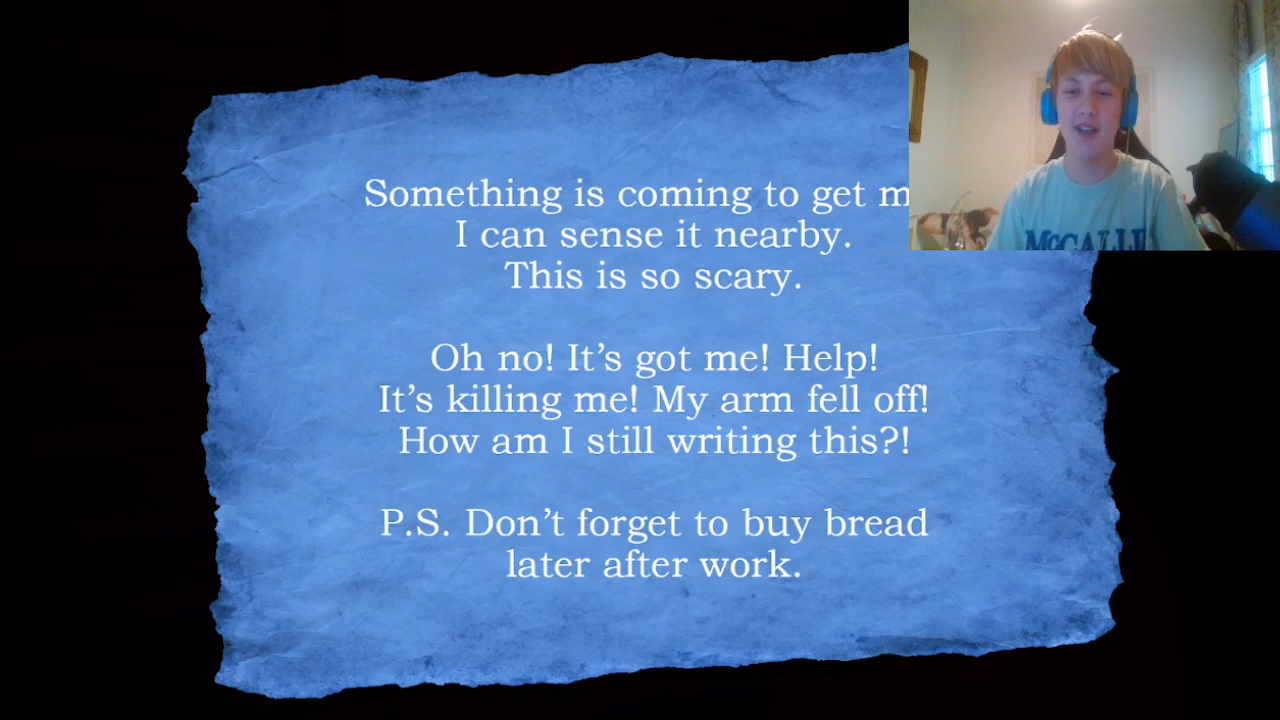 Something is coming to get m
I can sense it nearby.
This is so scary.
Oh no! It’s got me! Help!
It’s killing me! My arm fell off!
How am I still writing this?!
P.S. Don’t forget to buy bread
later after work.